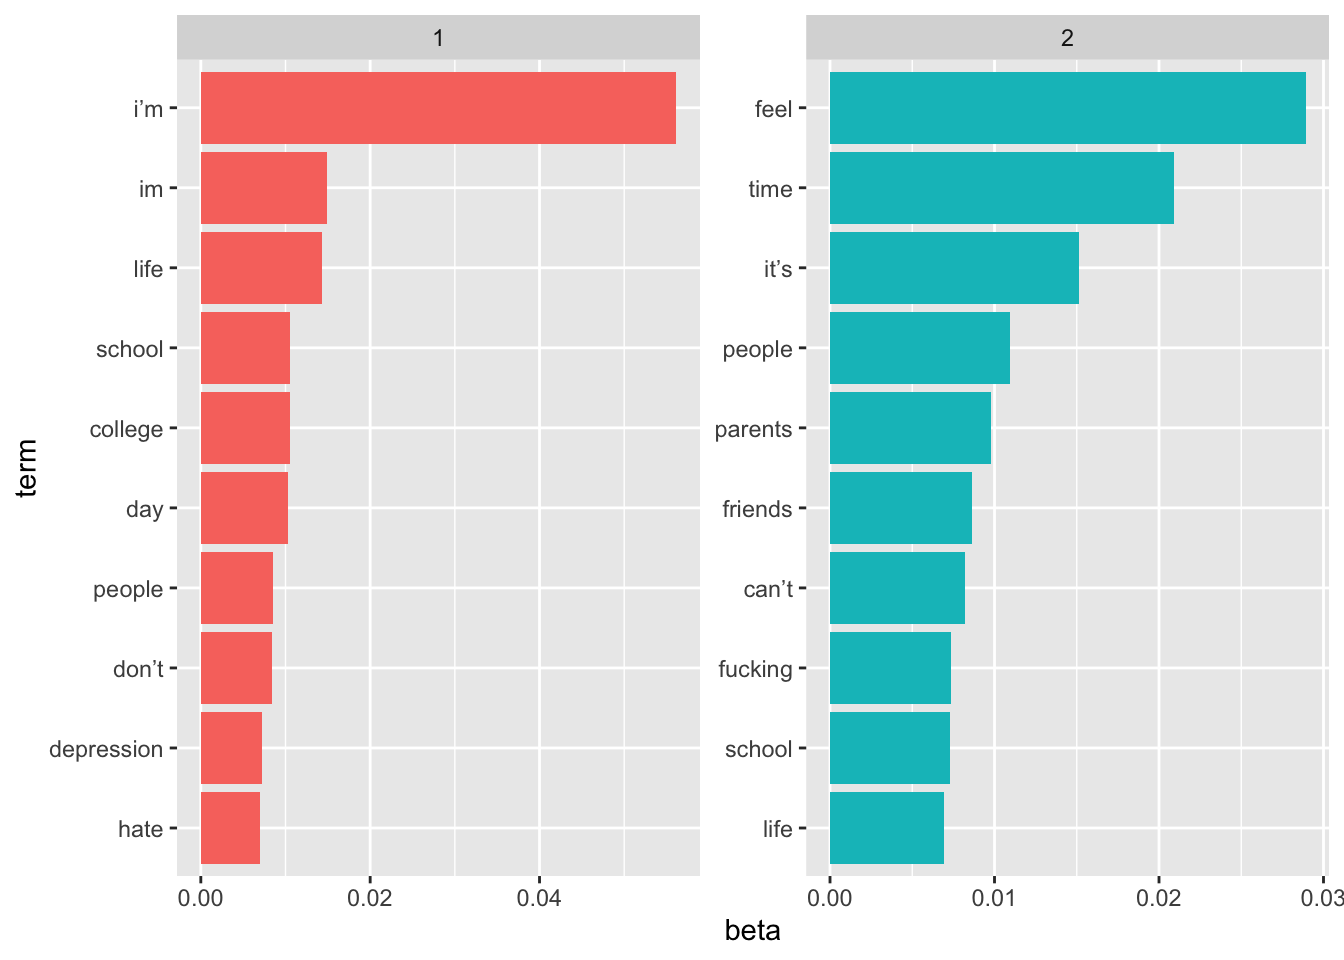 1
2
term
i’m
im
life
school
college
day
people
don’t
depression
hate
0.00 0.02 0.04
feel
time
it’s
people
parents
friends
can’t
fucking
school
life
0.00 0.01 0.02 0.03
beta